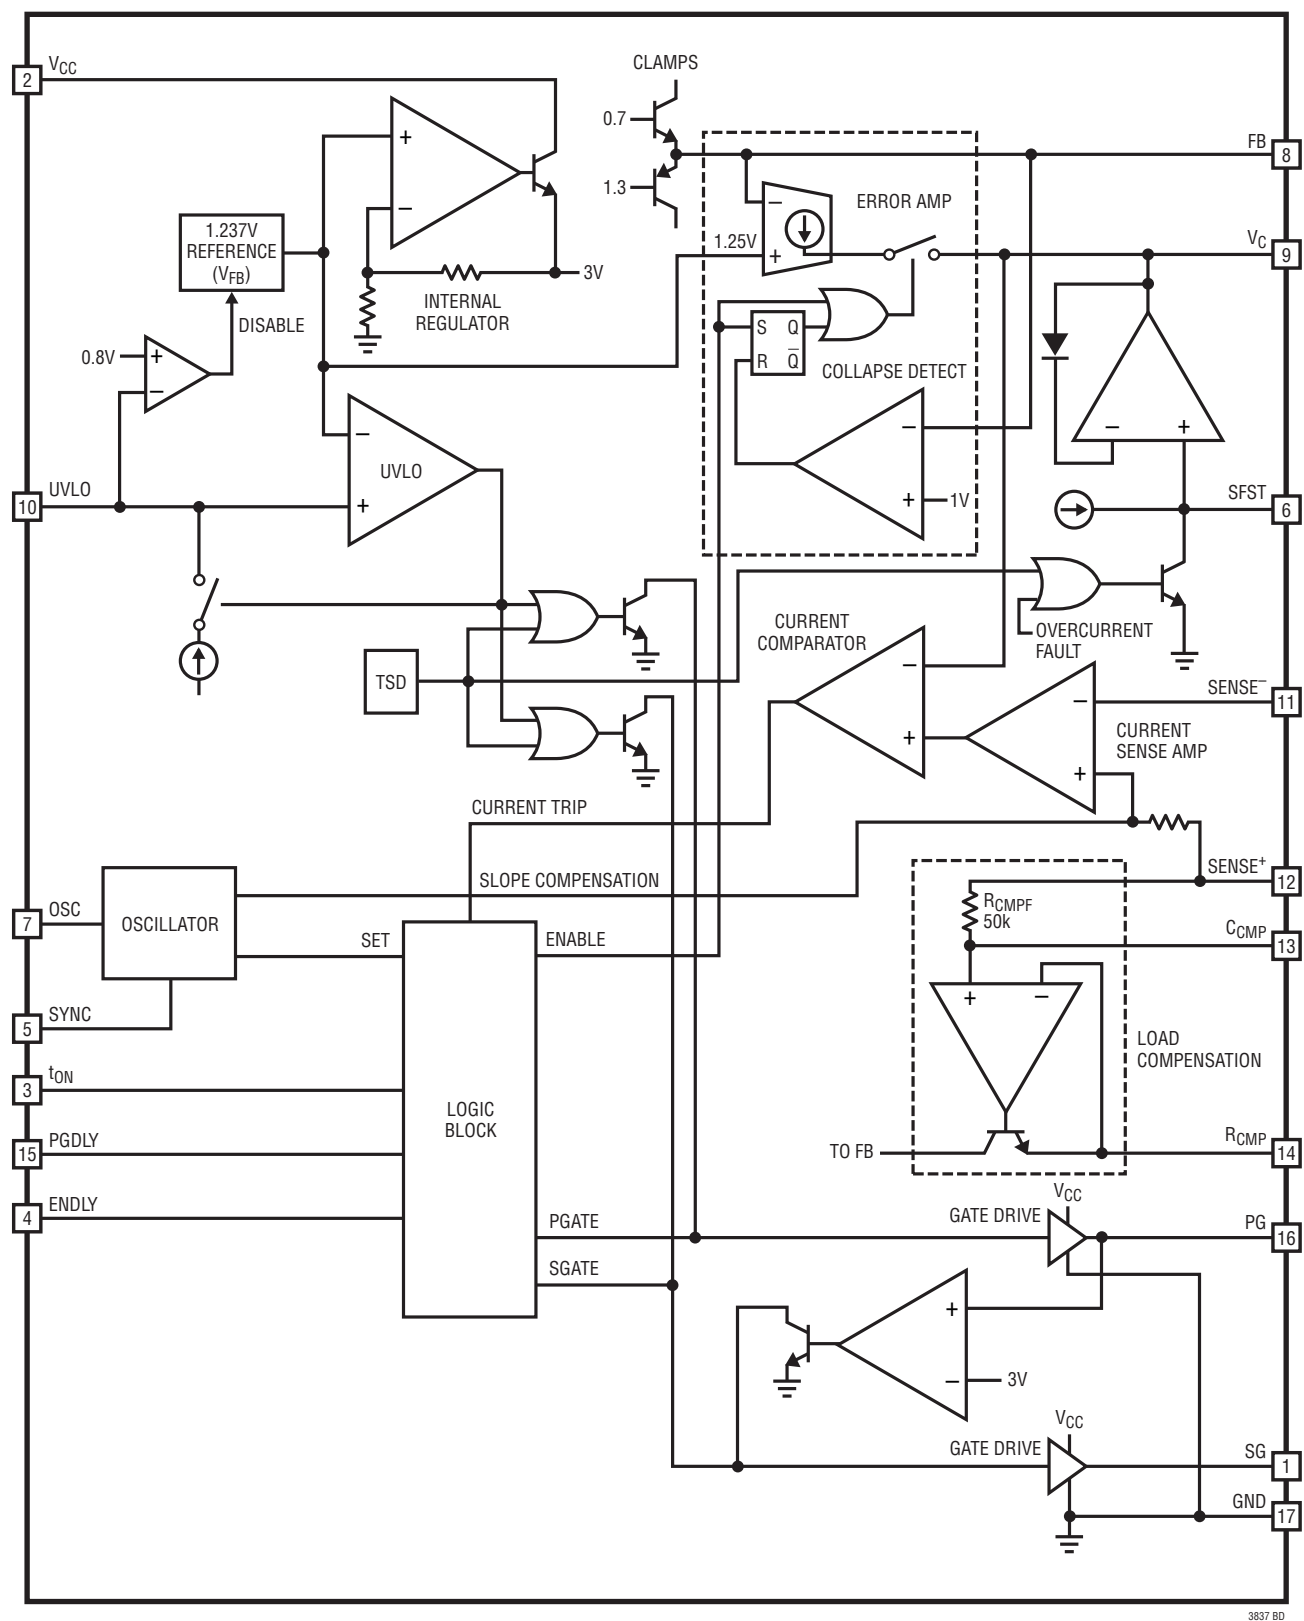 2
VCC
CLAMPS
0.7
1.3
+
−
1.237V
REFERENCE
(VFB)
DISABLE
3V
INTERNAL
REGULATOR
0.8V
+
−
10
UVLO
−
UVLO
+
FB
8
ERROR AMP
−
1.25V
+
VC
9
S
Q
R
Q̅
COLLAPSE DETECT
−
+
1V
−
+
SFST
6
OVERCURRENT
FAULT
CURRENT
COMPARATOR
−
+
TSD
SENSE−
11
−
CURRENT
SENSE AMP
+
CURRENT TRIP
SLOPE COMPENSATION
SENSE+
12
RCMPF
50k
CCMP
13
+
−
LOAD
COMPENSATION
TO FB
RCMP
14
7
OSC
OSCILLATOR
SET
ENABLE
5
SYNC
3
tON
LOGIC
BLOCK
15
PGDLY
4
ENDLY
PGATE
SGATE
VCC
GATE DRIVE
PG
16
+
−
3V
VCC
GATE DRIVE
SG
1
GND
17
3837 BD